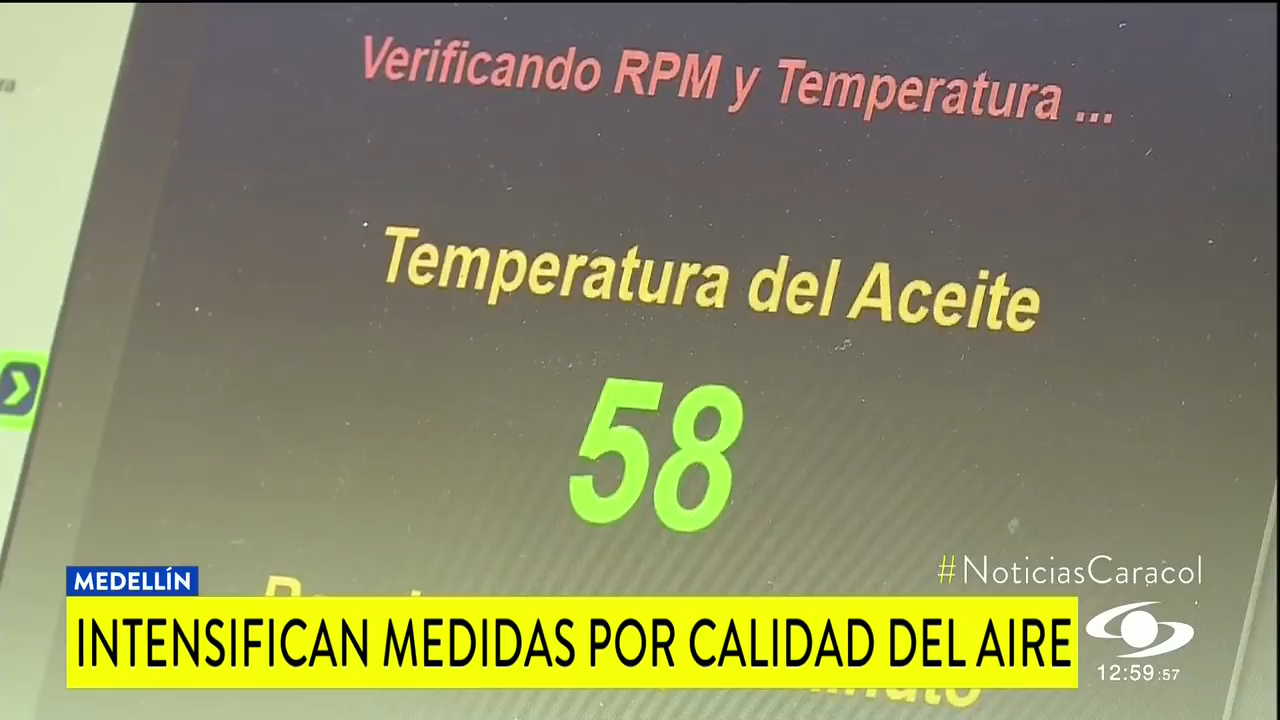 Verificando RPM y Temperatura ...
Temperatura del Aceite
58
#NoticiasCaracol
MEDELLÍN
INTENSIFICAN MEDIDAS POR CALIDAD DEL AIRE
12:59:57